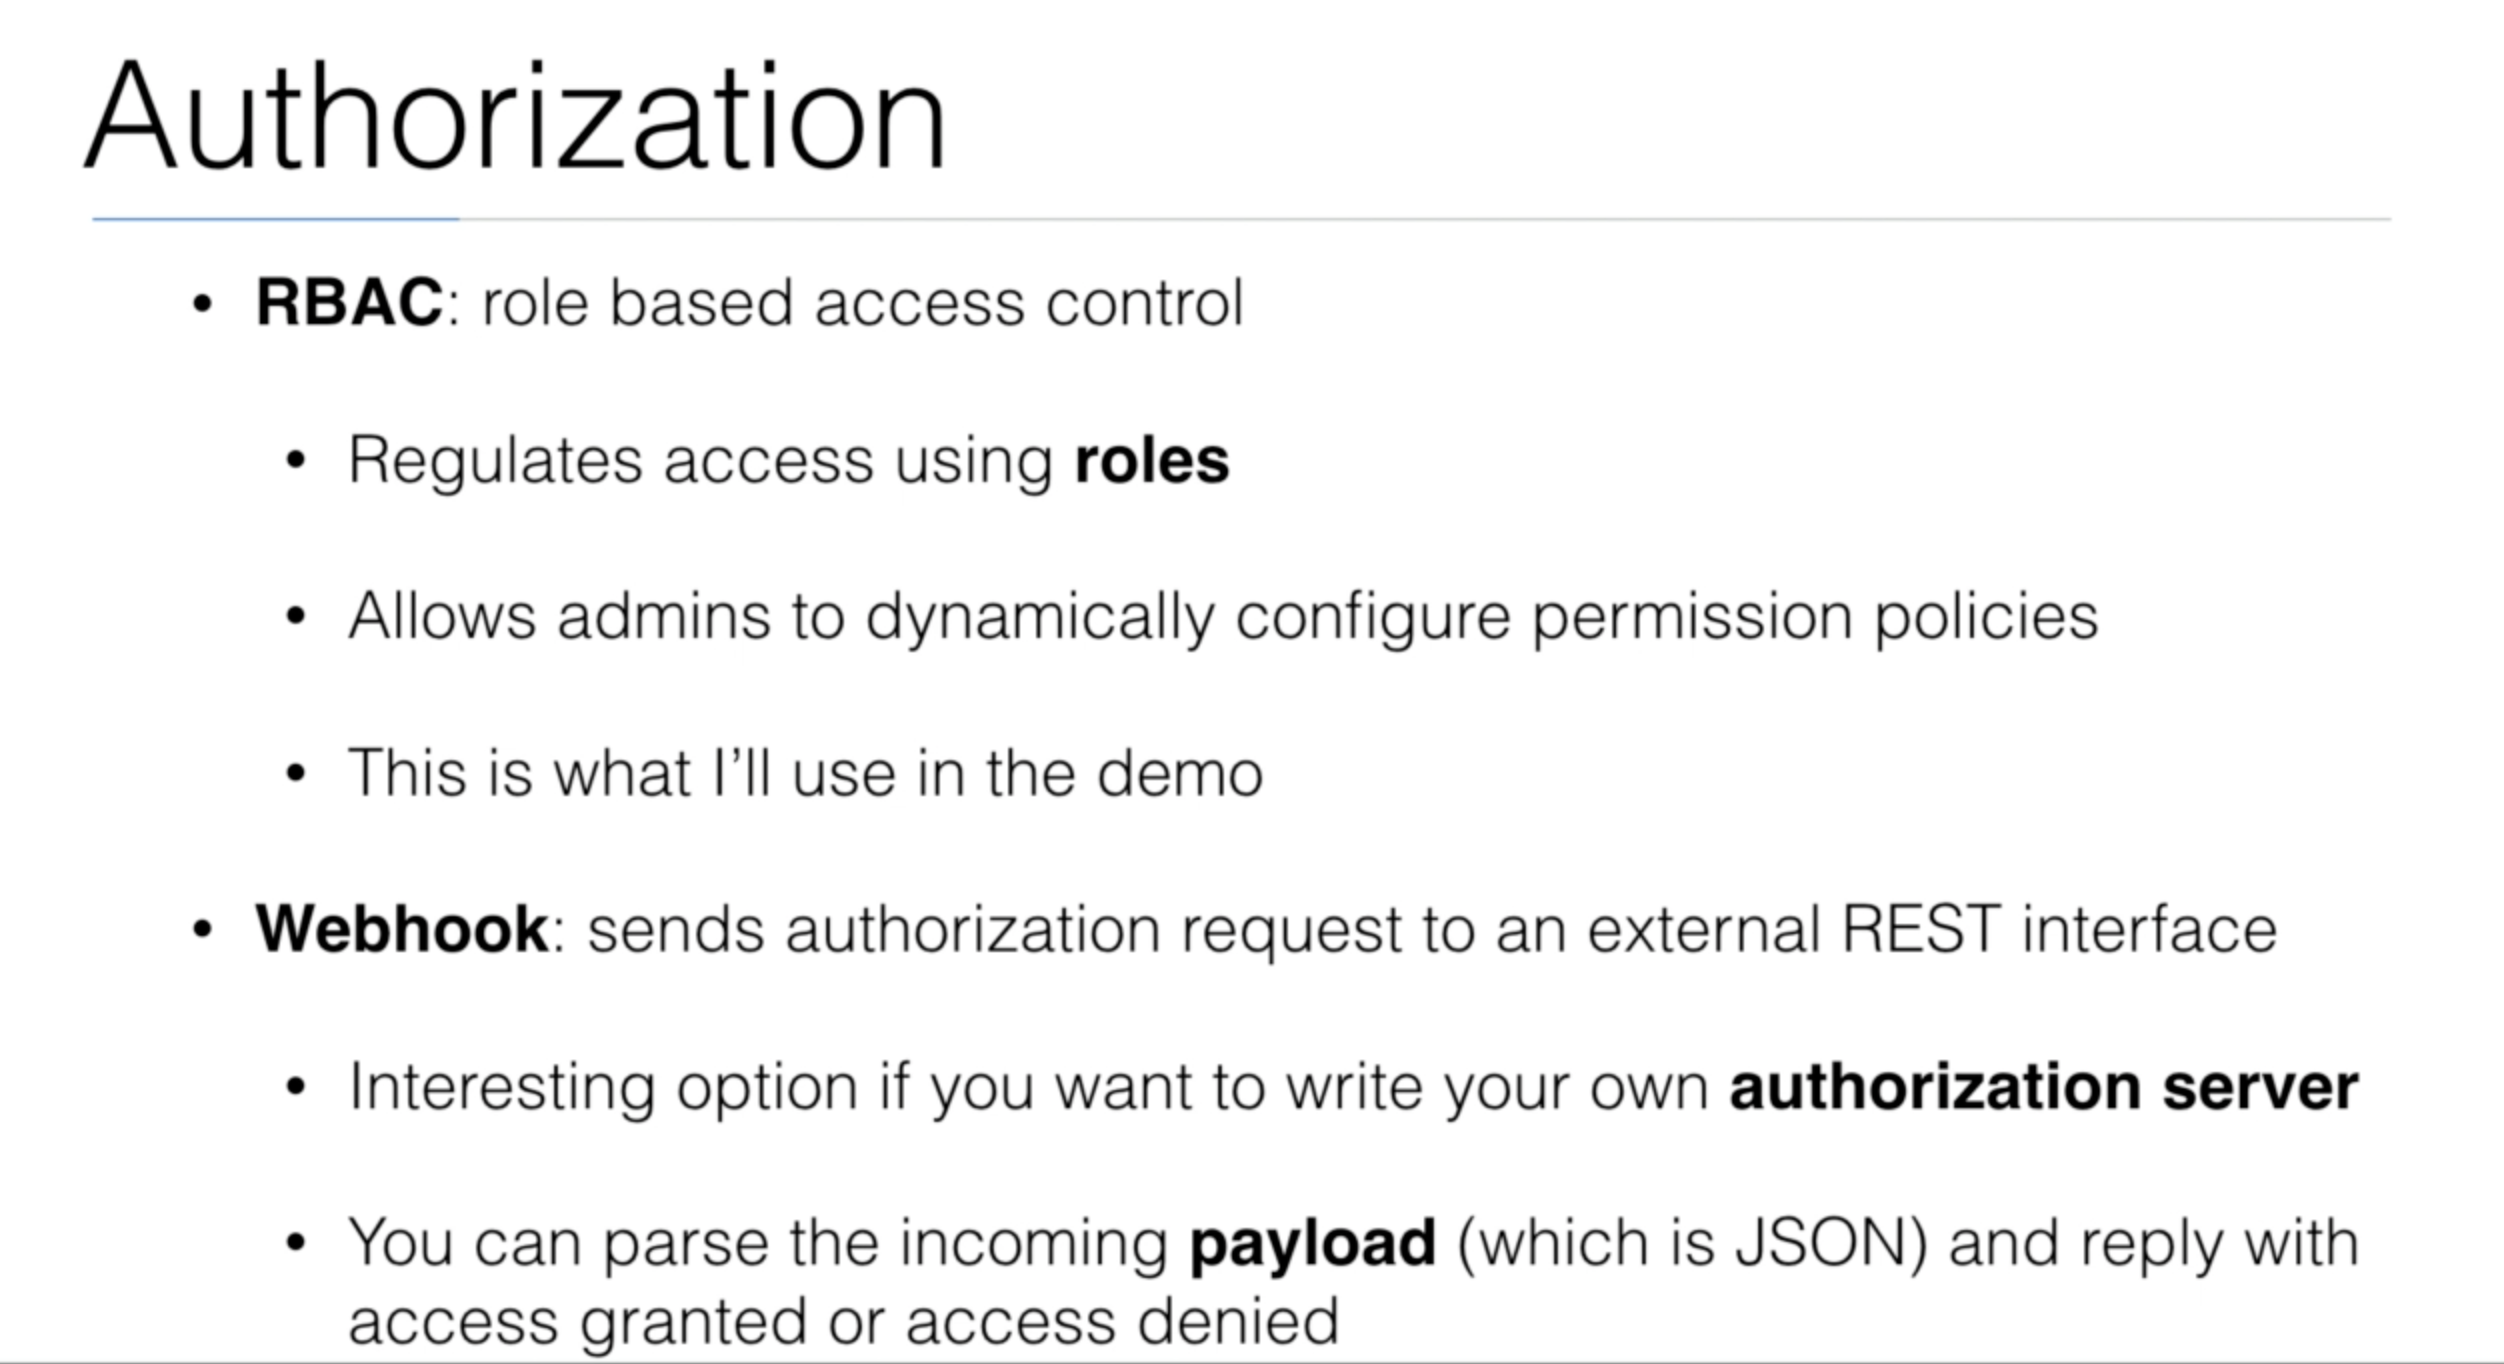 Authorization
• RBAC: role based access control
• Regulates access using roles
• Allows admins to dynamically configure permission policies
• This is what I’ll use in the demo
• Webhook: sends authorization request to an external REST interface
• Interesting option if you want to write your own authorization server
• You can parse the incoming payload (which is JSON) and reply with
access granted or access denied